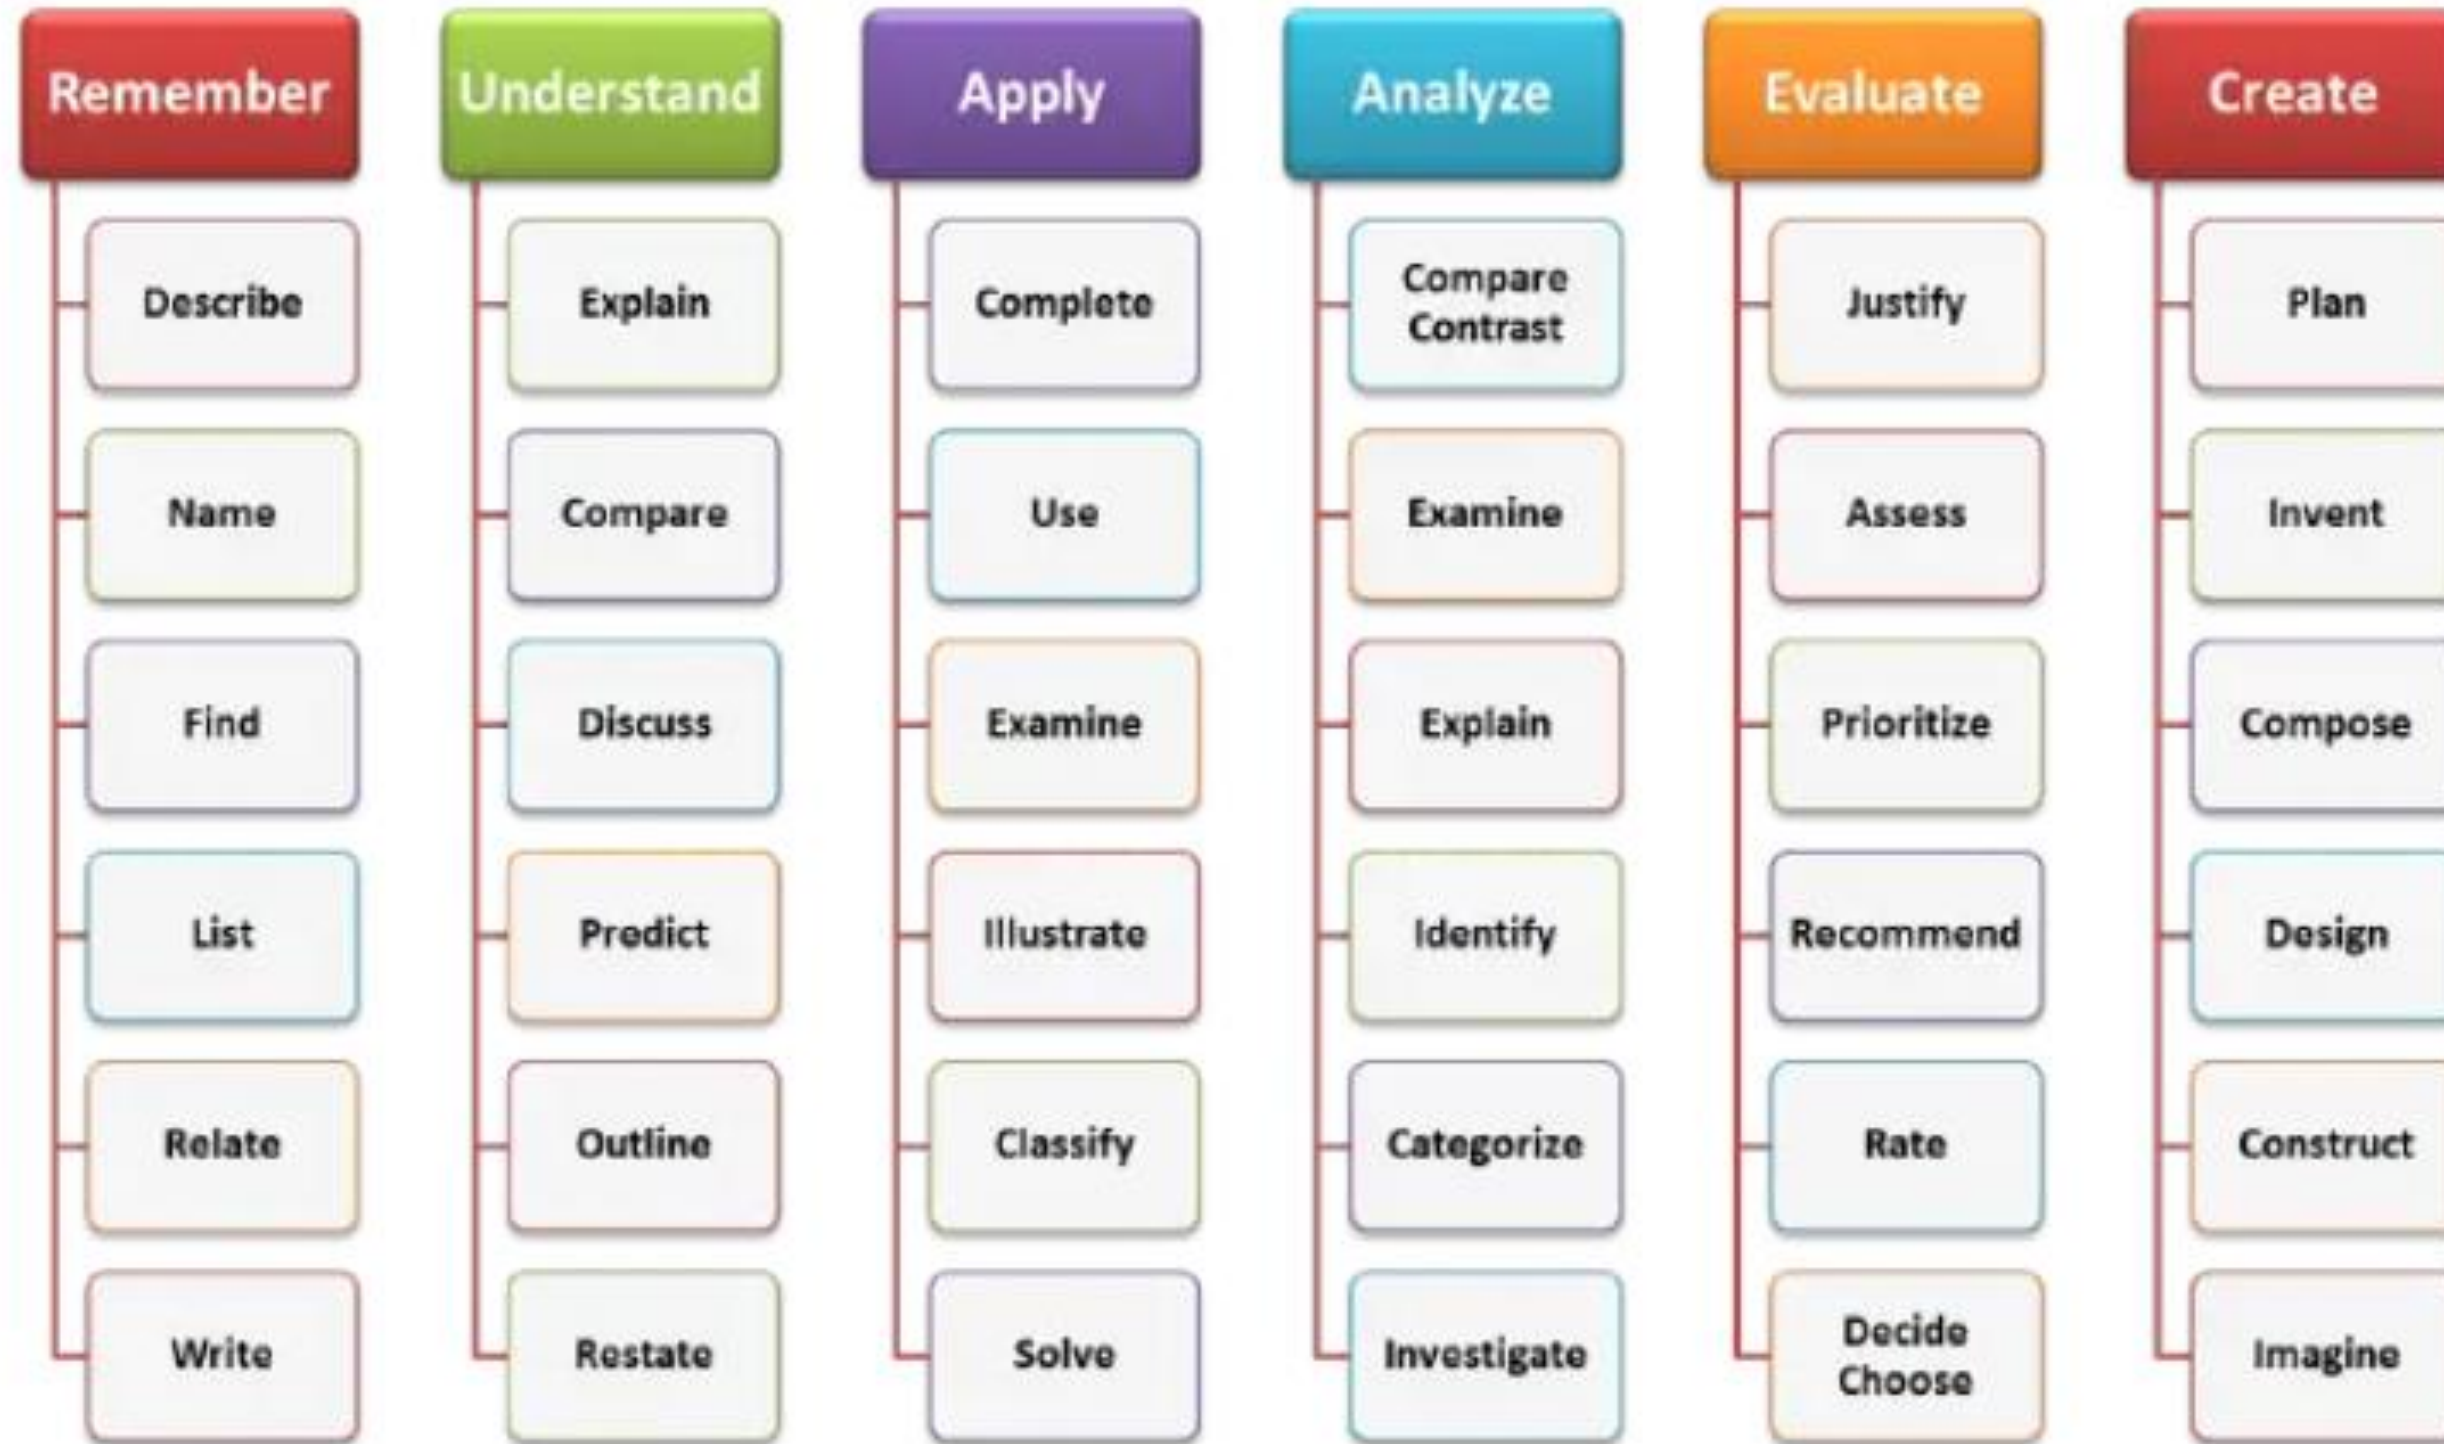 Remember
Describe
Name
Find
List
Relate
Write
Understand
Explain
Compare
Discuss
Predict
Outline
Restate
Apply
Complete
Use
Examine
Illustrate
Classify
Solve
Analyze
Compare
Contrast
Examine
Explain
Identify
Categorize
Investigate
Evaluate
Justify
Assess
Prioritize
Recommend
Rate
Decide
Choose
Create
Plan
Invent
Compose
Design
Construct
Imagine